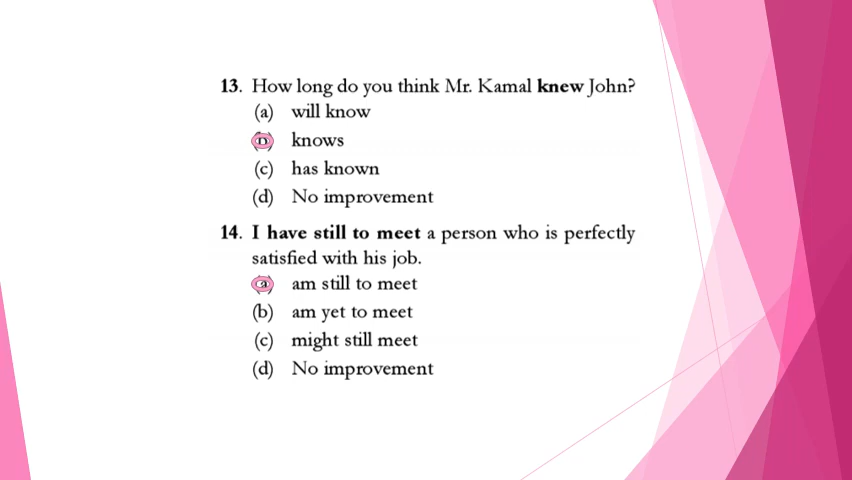 13. How long do you think Mr. Kamal knew John?
(a) will know
(b) knows
(c) has known
(d) No improvement
14. I have still to meet a person who is perfectly
satisfied with his job.
(a) am still to meet
(b) am yet to meet
(c) might still meet
(d) No improvement